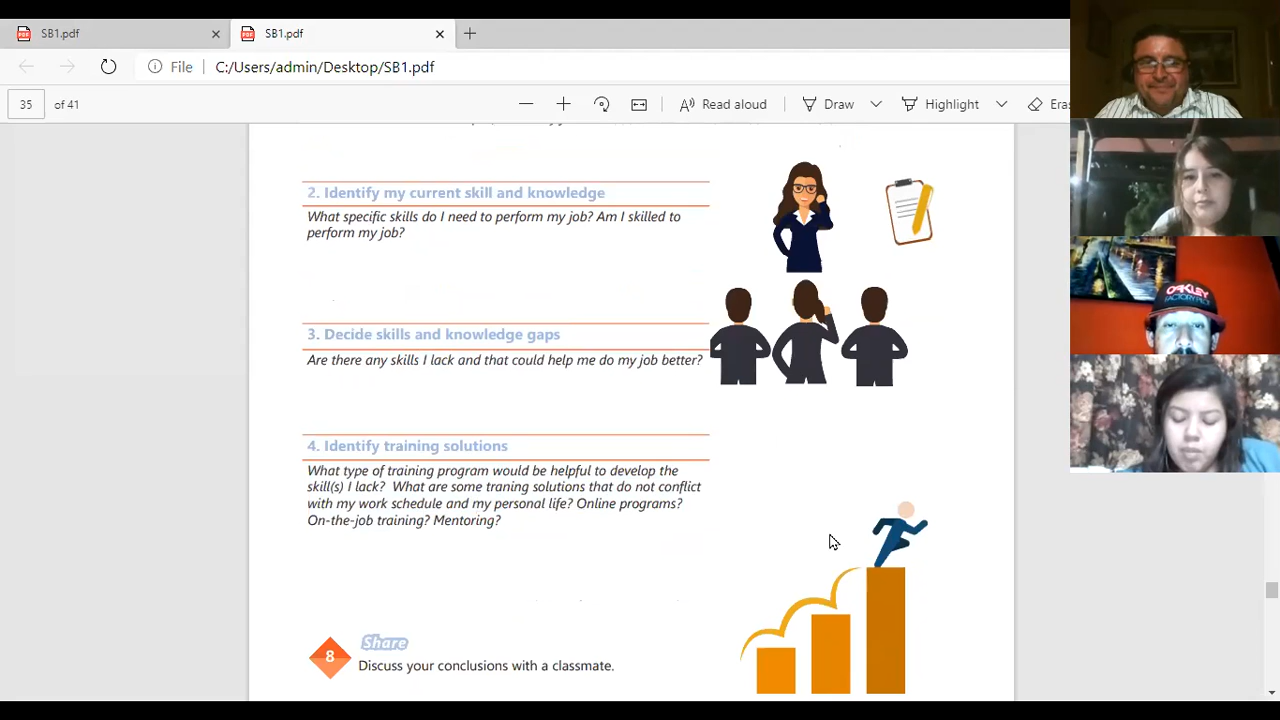 SB1.pdf
SB1.pdf
File
C:/Users/admin/Desktop/SB1.pdf
35 of 41
Read aloud
Draw
Highlight
Eras
2. Identify my current skill and knowledge
What specific skills do I need to perform my job? Am I skilled to
perform my job?
3. Decide skills and knowledge gaps
Are there any skills I lack and that could help me do my job better?
4. Identify training solutions
What type of training program would be helpful to develop the
skill(s) I lack? What are some traning solutions that do not conflict
with my work schedule and my personal life? Online programs?
On-the-job training? Mentoring?
8
Share
Discuss your conclusions with a classmate.
OAKLEY
FACTORY PILOT